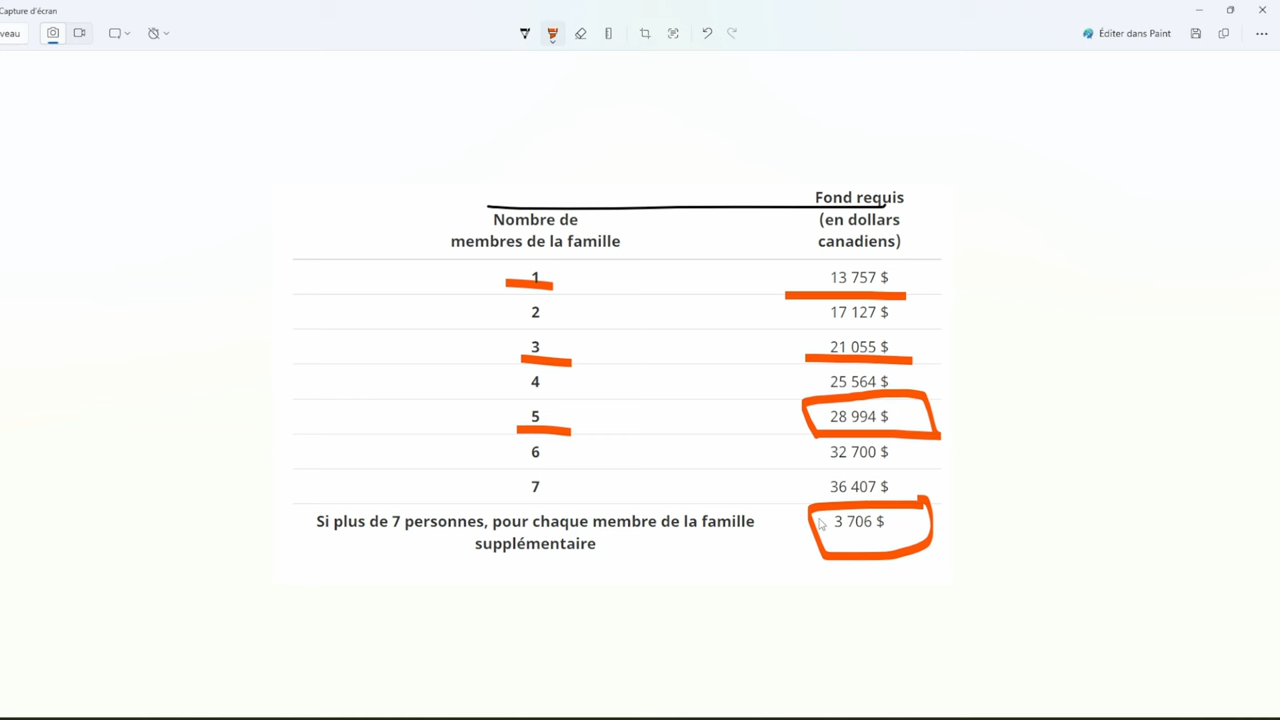 Capture d'écran
veau
Éditer dans Paint
Fond requis
Nombre de (en dollars
membres de la famille canadiens)
1 13 757 $
2 17 127 $
3 21 055 $
4 25 564 $
5 28 994 $
6 32 700 $
7 36 407 $
Si plus de 7 personnes, pour chaque membre de la famille 3 706 $
supplémentaire